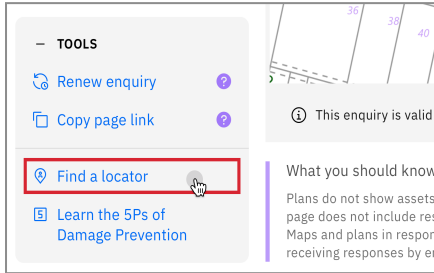 36
38
40
— TOOLS
Renew enquiry ?
Copy page link ?
This enquiry is valid
Find a locator
5 Learn the 5Ps of
Damage Prevention
What you should know
Plans do not show assets
page does not include res
Maps and plans in respon
receiving responses by e